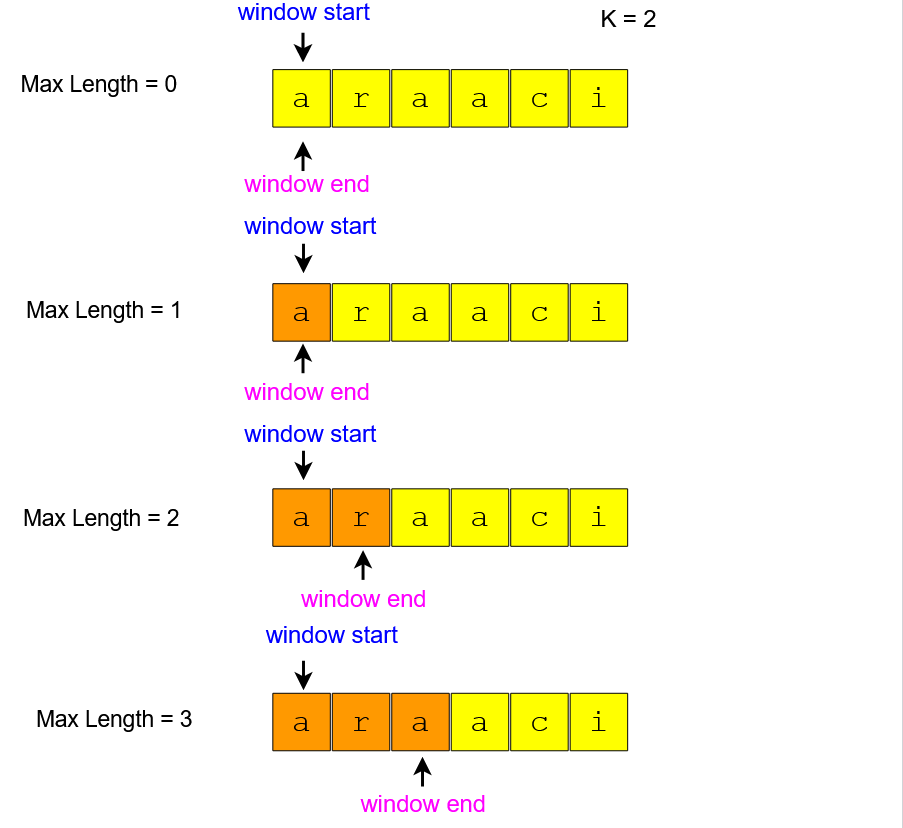 window start
K = 2
Max Length = 0
a r a a c i
window end
window start
Max Length = 1
a r a a c i
window end
window start
Max Length = 2
a r a a c i
window end
window start
Max Length = 3
a r a a c i
window end